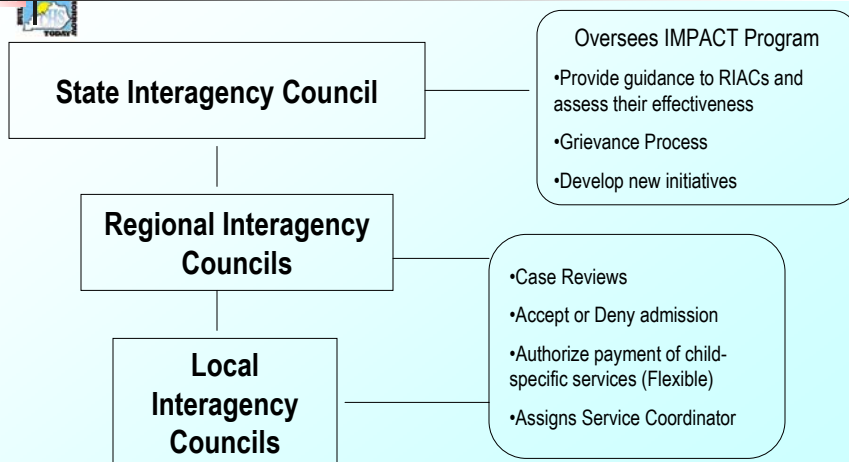 CHS
TODAY
State Interagency Council
Oversees IMPACT Program
•Provide guidance to RIACs and
assess their effectiveness
•Grievance Process
•Develop new initiatives
Regional Interagency
Councils
•Case Reviews
•Accept or Deny admission
•Authorize payment of child-
specific services (Flexible)
•Assigns Service Coordinator
Local
Interagency
Councils